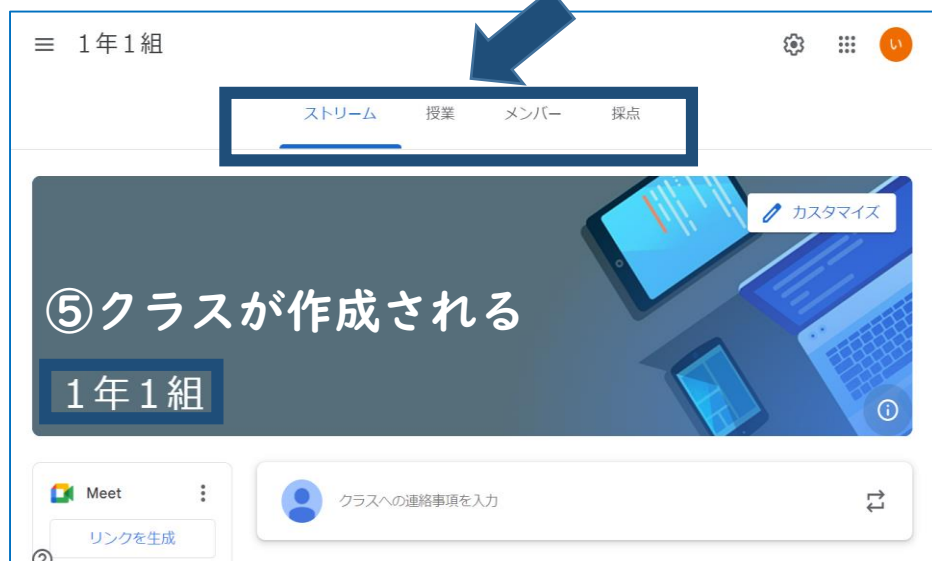 １年１組
い
ストリーム 授業 メンバー 採点
カスタマイズ
⑤クラスが作成される
１年１組
Meet
クラスへの連絡事項を入力
リンクを生成